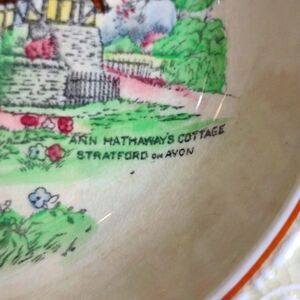 ANN HATHAWAY'S COTTAGE
STRATFORD ON AVON